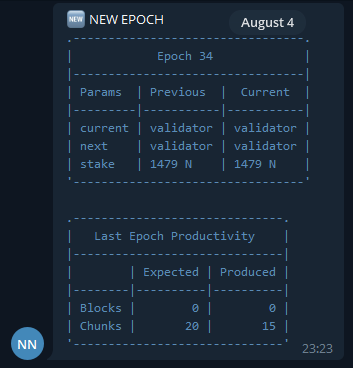 🆕 NEW EPOCH
August 4
.--------------------------------.
|           Epoch 34             |
|--------------------------------|
| Params  | Previous  |  Current  |
|---------|-----------|-----------|
| current | validator | validator |
| next    | validator | validator |
| stake   | 1479 N    | 1479 N    |
'--------------------------------'
.-----------------------------.
|   Last Epoch Productivity    |
|-----------------------------|
|         | Expected | Produced |
|---------|----------|----------|
| Blocks  |        0 |        0 |
| Chunks  |       20 |       15 |
'-----------------------------'
NN
23:23